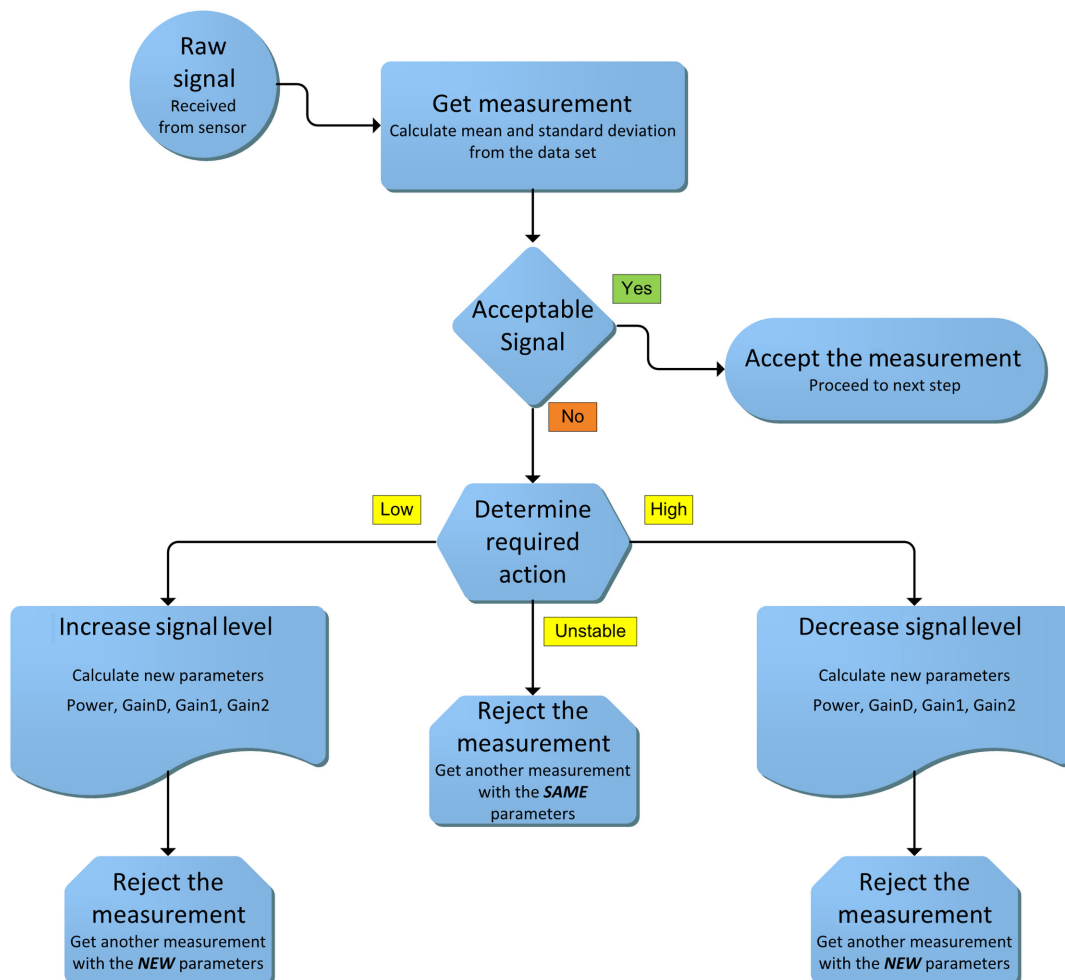 Raw
signal
Received
from sensor
Get measurement
Calculate mean and standard deviation
from the data set
Acceptable
Signal
Yes
Accept the measurement
Proceed to next step
No
Low
Determine
required
action
High
Unstable
Increase signal level
Calculate new parameters
Power, GainD, Gain1, Gain2
Reject the
measurement
Get another measurement
with the SAME
parameters
Decrease signal level
Calculate new parameters
Power, GainD, Gain1, Gain2
Reject the
measurement
Get another measurement
with the NEW parameters
Reject the
measurement
Get another measurement
with the NEW parameters